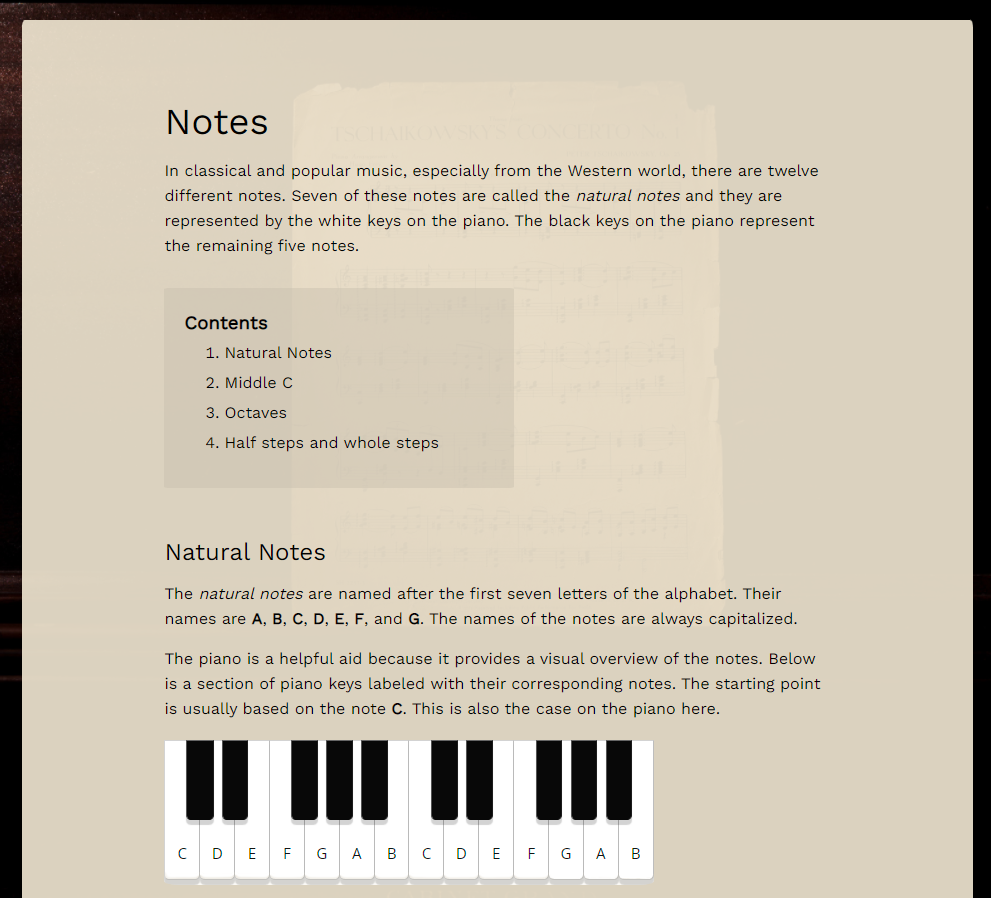 TSCHAIKOWSKY'S CONCERTO
Notes
In classical and popular music, especially from the Western world, there are twelve
different notes. Seven of these notes are called the natural notes and they are
represented by the white keys on the piano. The black keys on the piano represent
the remaining five notes.
Contents
1. Natural Notes
2. Middle C
3. Octaves
4. Half steps and whole steps
Natural Notes
The natural notes are named after the first seven letters of the alphabet. Their
names are A, B, C, D, E, F, and G. The names of the notes are always capitalized.
The piano is a helpful aid because it provides a visual overview of the notes. Below
is a section of piano keys labeled with their corresponding notes. The starting point
is usually based on the note C. This is also the case on the piano here.
C D E F G A B C D E F G A B